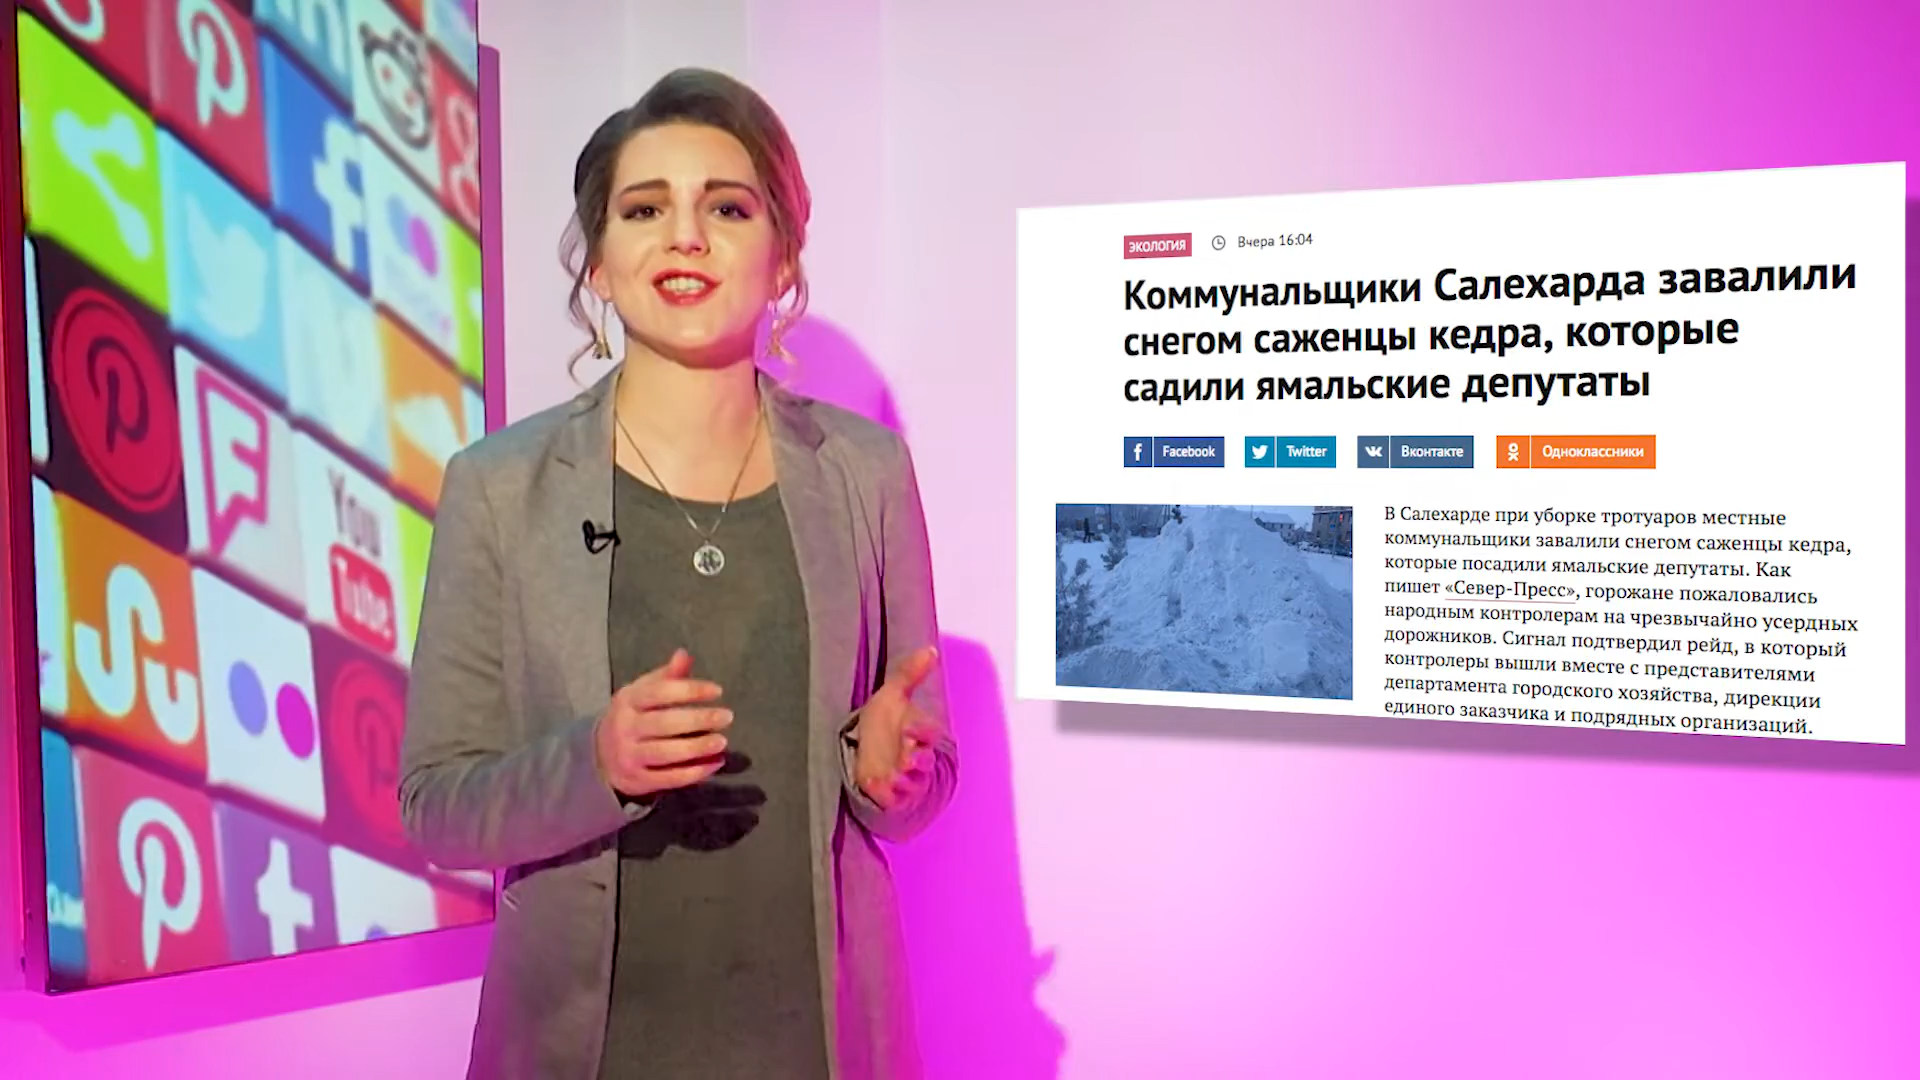 YOU
Tube
ЭКОЛОГИЯ
Вчера 16:04
Коммунальщики Салехарда завалили
снегом саженцы кедра, которые
садили ямальские депутаты
Facebook
Twitter
Вконтакте
Одноклассники
В Салехарде при уборке тротуаров местные
коммунальщики завалили снегом саженцы кедра,
которые посадили ямальские депутаты. Как
пишет «Север-Пресс», горожане пожаловались
народным контролерам на чрезвычайно усердных
дорожников. Сигнал подтвердил рейд, в который
контролеры вышли вместе с представителями
департамента городского хозяйства, дирекции
единого заказчика и подрядных организаций.